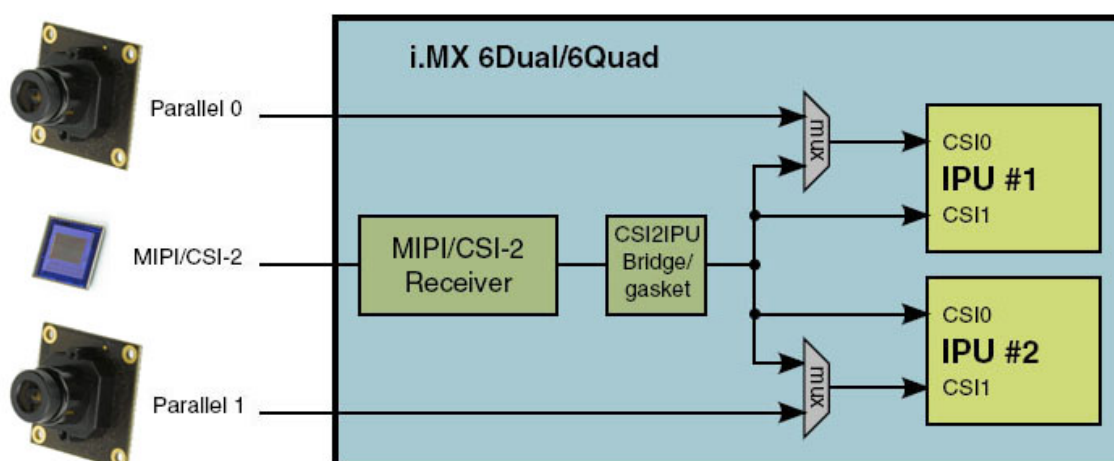 i.MX 6Dual/6Quad
Parallel 0
mux
CSI0
IPU #1
CSI1
MIPI/CSI-2
MIPI/CSI-2
Receiver
CSI2IPU
Bridge/
gasket
CSI0
IPU #2
CSI1
mux
Parallel 1